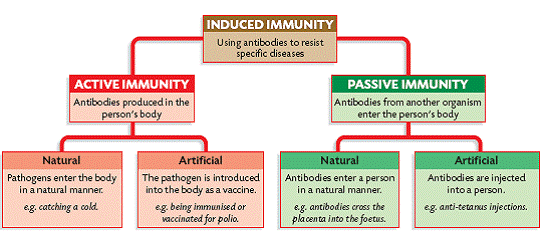 INDUCED IMMUNITY
Using antibodies to resist
specific diseases
ACTIVE IMMUNITY
Antibodies produced in the
person's body
PASSIVE IMMUNITY
Antibodies from another organism
enter the person's body
Natural
Pathogens enter the body
in a natural manner.
e.g. catching a cold.
Artificial
The pathogen is introduced
into the body as a vaccine.
e.g. being immunised or
vaccinated for polio.
Natural
Antibodies enter a person
in a natural manner.
e.g. antibodies cross the
placenta into the foetus.
Artificial
Antibodies are injected
into a person.
e.g. anti-tetanus injections.